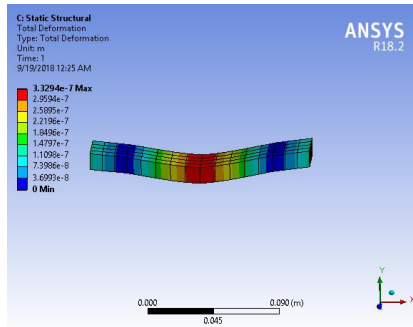 C: Static Structural
Total Deformation
Type: Total Deformation
Unit: m
Time: 1
9/19/2018 12:25 AM
3.3294e-7 Max
2.9594e-7
2.5895e-7
2.2196e-7
1.8496e-7
1.4797e-7
1.1098e-7
7.3986e-8
3.6993e-8
0 Min
ANSYS
R18.2
0.000
0.090 (m)
0.045
Y
X